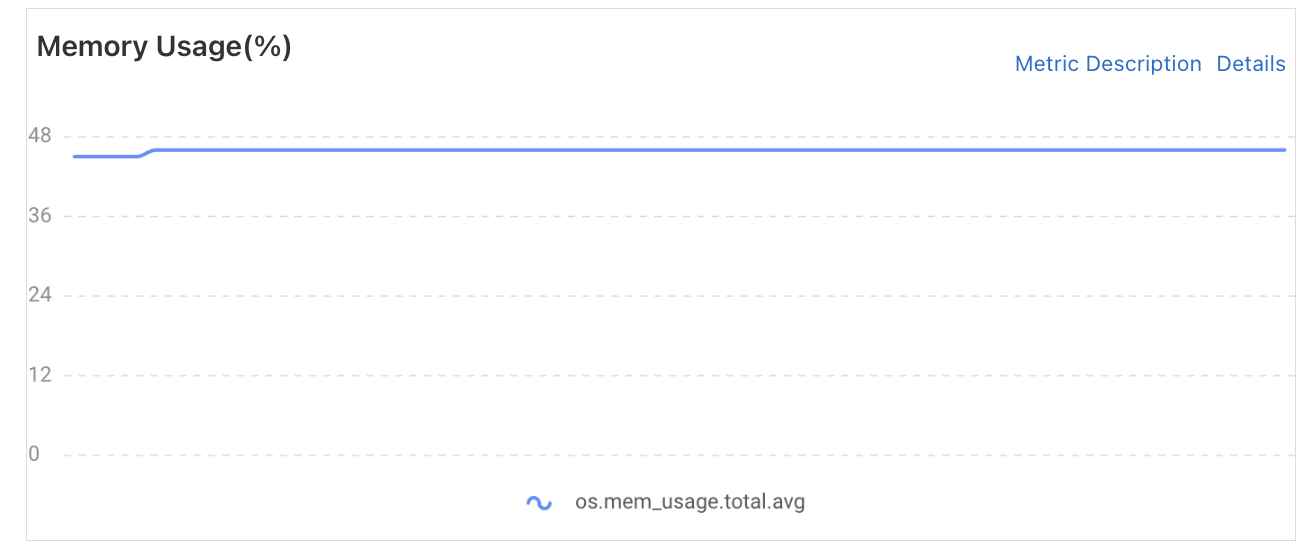 Memory Usage(%)
Metric Description Details
48
36
24
12
0
os.mem_usage.total.avg